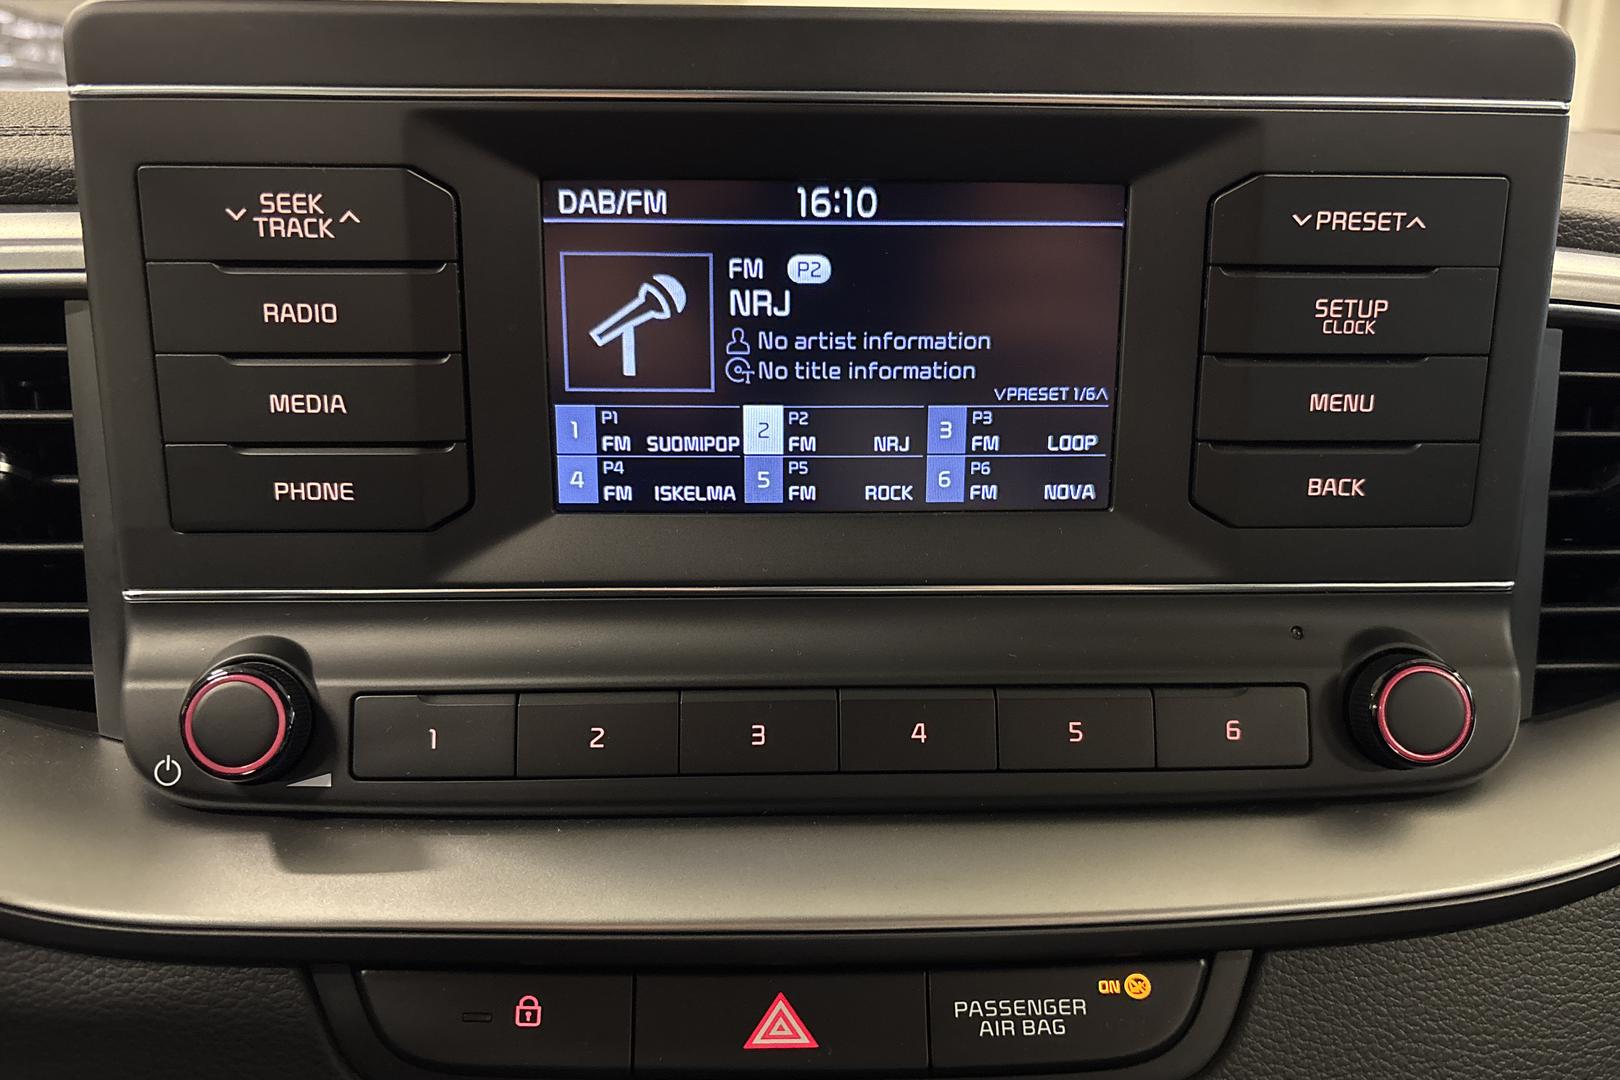 SEEK
TRACK
RADIO
MEDIA
PHONE
DAB/FM 16:10
FM P2
NRJ
No artist information
No title information
PRESET 1/6
1 P1 FM SUOMIPOP
2 P2 FM NRJ
3 P3 FM LOOP
4 P4 FM ISKELMA
5 P5 FM ROCK
6 P6 FM NOVA
PRESET
SETUP
CLOCK
MENU
BACK
1 2 3 4 5 6
PASSENGER
AIR BAG
ON